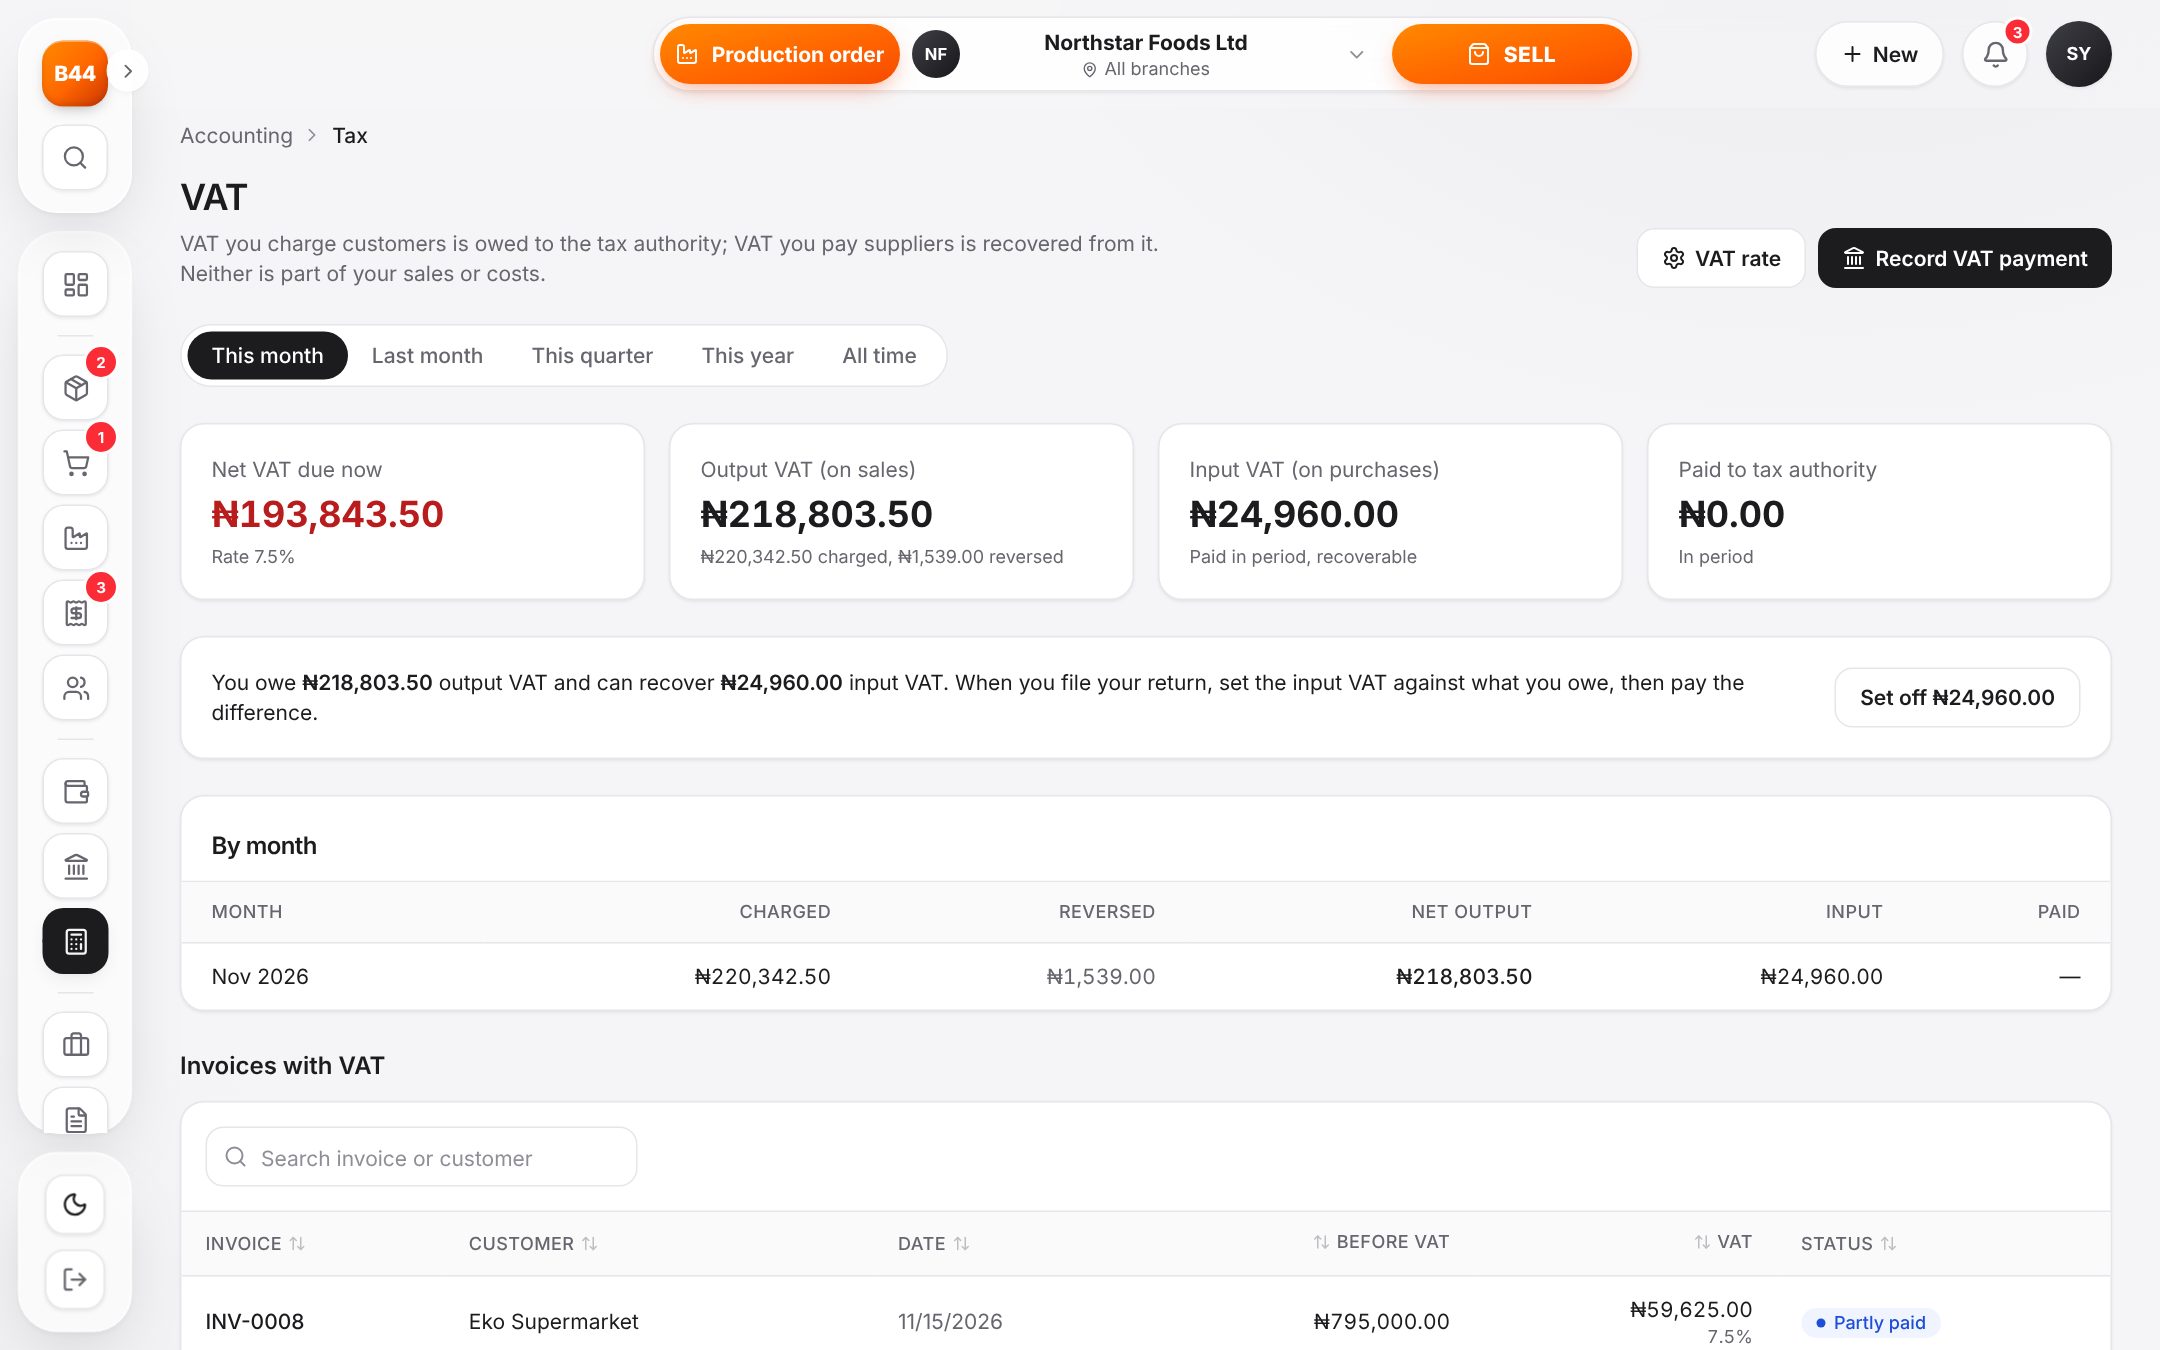 B44
Production order
NF
Northstar Foods Ltd
All branches
SELL
New
3
SY
Accounting
Tax
VAT
VAT you charge customers is owed to the tax authority; VAT you pay suppliers is recovered from it.
Neither is part of your sales or costs.
VAT rate
Record VAT payment
This month
Last month
This quarter
This year
All time
2
1
3
Net VAT due now
₦193,843.50
Rate 7.5%
Output VAT (on sales)
₦218,803.50
₦220,342.50 charged, ₦1,539.00 reversed
Input VAT (on purchases)
₦24,960.00
Paid in period, recoverable
Paid to tax authority
₦0.00
In period
You owe ₦218,803.50 output VAT and can recover ₦24,960.00 input VAT. When you file your return, set the input VAT against what you owe, then pay the
difference.
Set off ₦24,960.00
By month
MONTH CHARGED REVERSED NET OUTPUT INPUT PAID
Nov 2026 ₦220,342.50 ₦1,539.00 ₦218,803.50 ₦24,960.00 —
Invoices with VAT
Search invoice or customer
INVOICE CUSTOMER DATE BEFORE VAT VAT STATUS
INV-0008 Eko Supermarket 11/15/2026 ₦795,000.00 ₦59,625.00 Partly paid
7.5%